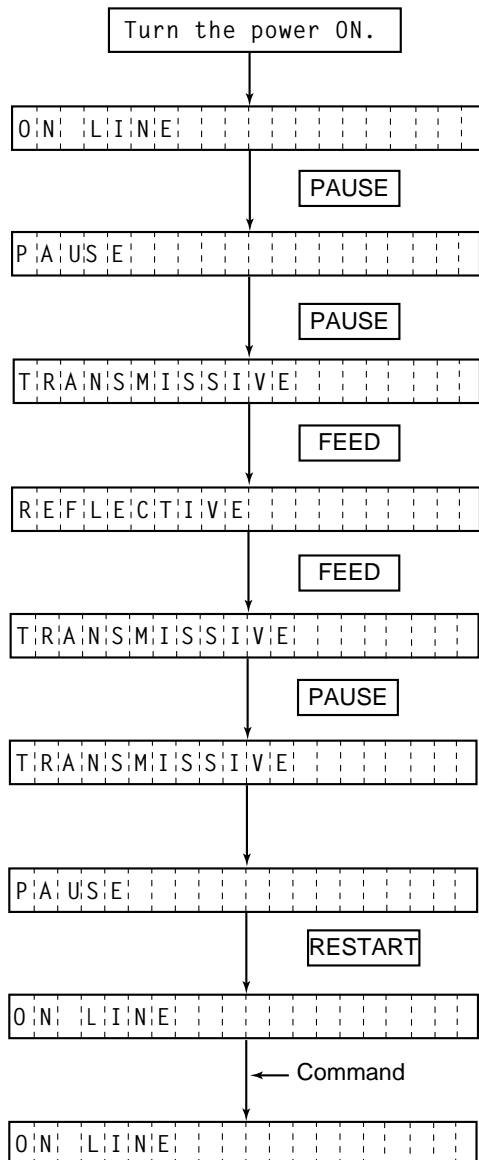 Turn the power ON.
ON LINE
PAUSE
PAUSE
PAUSE
TRANSMISSIVE
FEED
REFLECTIVE
FEED
TRANSMISSIVE
PAUSE
TRANSMISSIVE
PAUSE
RESTART
ON LINE
Command
ON LINE